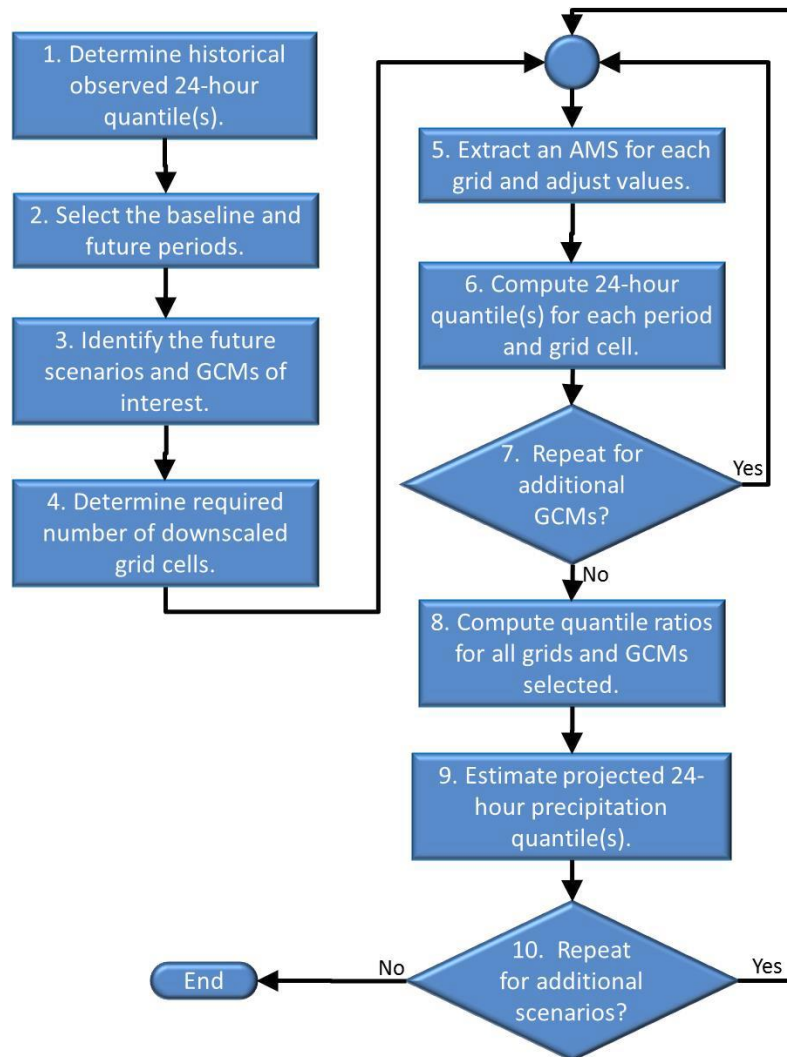 1. Determine historical
observed 24-hour
quantile(s).
2. Select the baseline and
future periods.
3. Identify the future
scenarios and GCMs of
interest.
4. Determine required
number of downscaled
grid cells.
5. Extract an AMS for each
grid and adjust values.
6. Compute 24-hour
quantile(s) for each period
and grid cell.
7. Repeat for
additional
GCMs?
Yes
No
8. Compute quantile ratios
for all grids and GCMs
selected.
9. Estimate projected 24-
hour precipitation
quantile(s).
10. Repeat
for additional
scenarios?
Yes
No
End